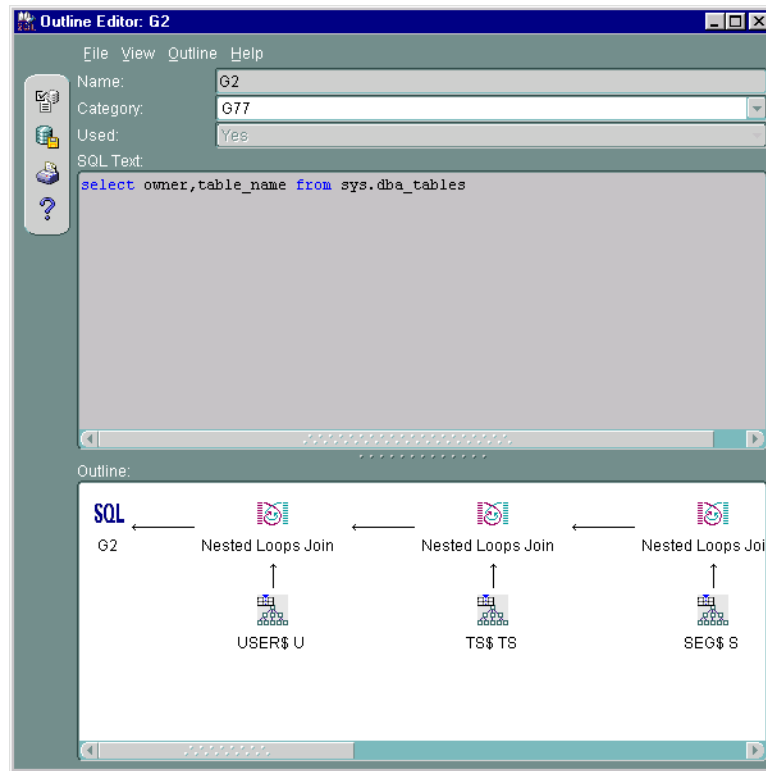 Outline Editor: G2
File View Outline Help
Name: G2
Category: G77
Used: Yes
SQL Text:
select owner,table_name from sys.dba_tables
?
Outline:
SQL
G2 Nested Loops Join Nested Loops Join Nested Loops Joi
USER$ U TS$ TS SEG$ S